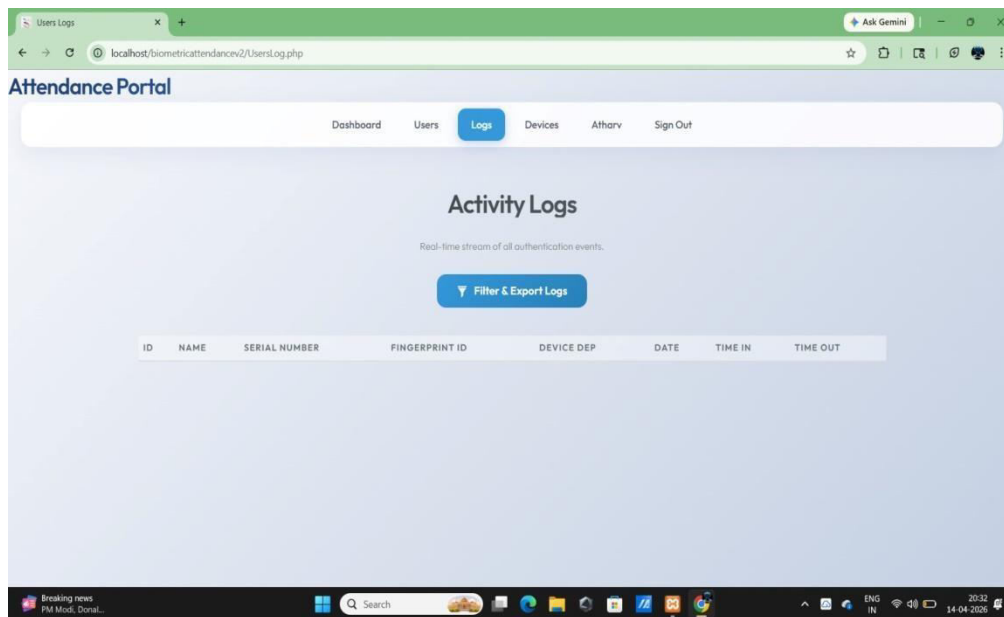 Users Logs
Ask Gemini
localhost/biometricattendancev2/UsersLog.php
Attendance Portal
Dashboard Users Logs Devices Atharv Sign Out
Activity Logs
Real-time stream of all authentication events.
Filter & Export Logs
ID NAME SERIAL NUMBER FINGERPRINT ID DEVICE DEP DATE TIME IN TIME OUT
Breaking news
PM Modi, Donal...
Search
ENG
IN
20:32
14-04-2026